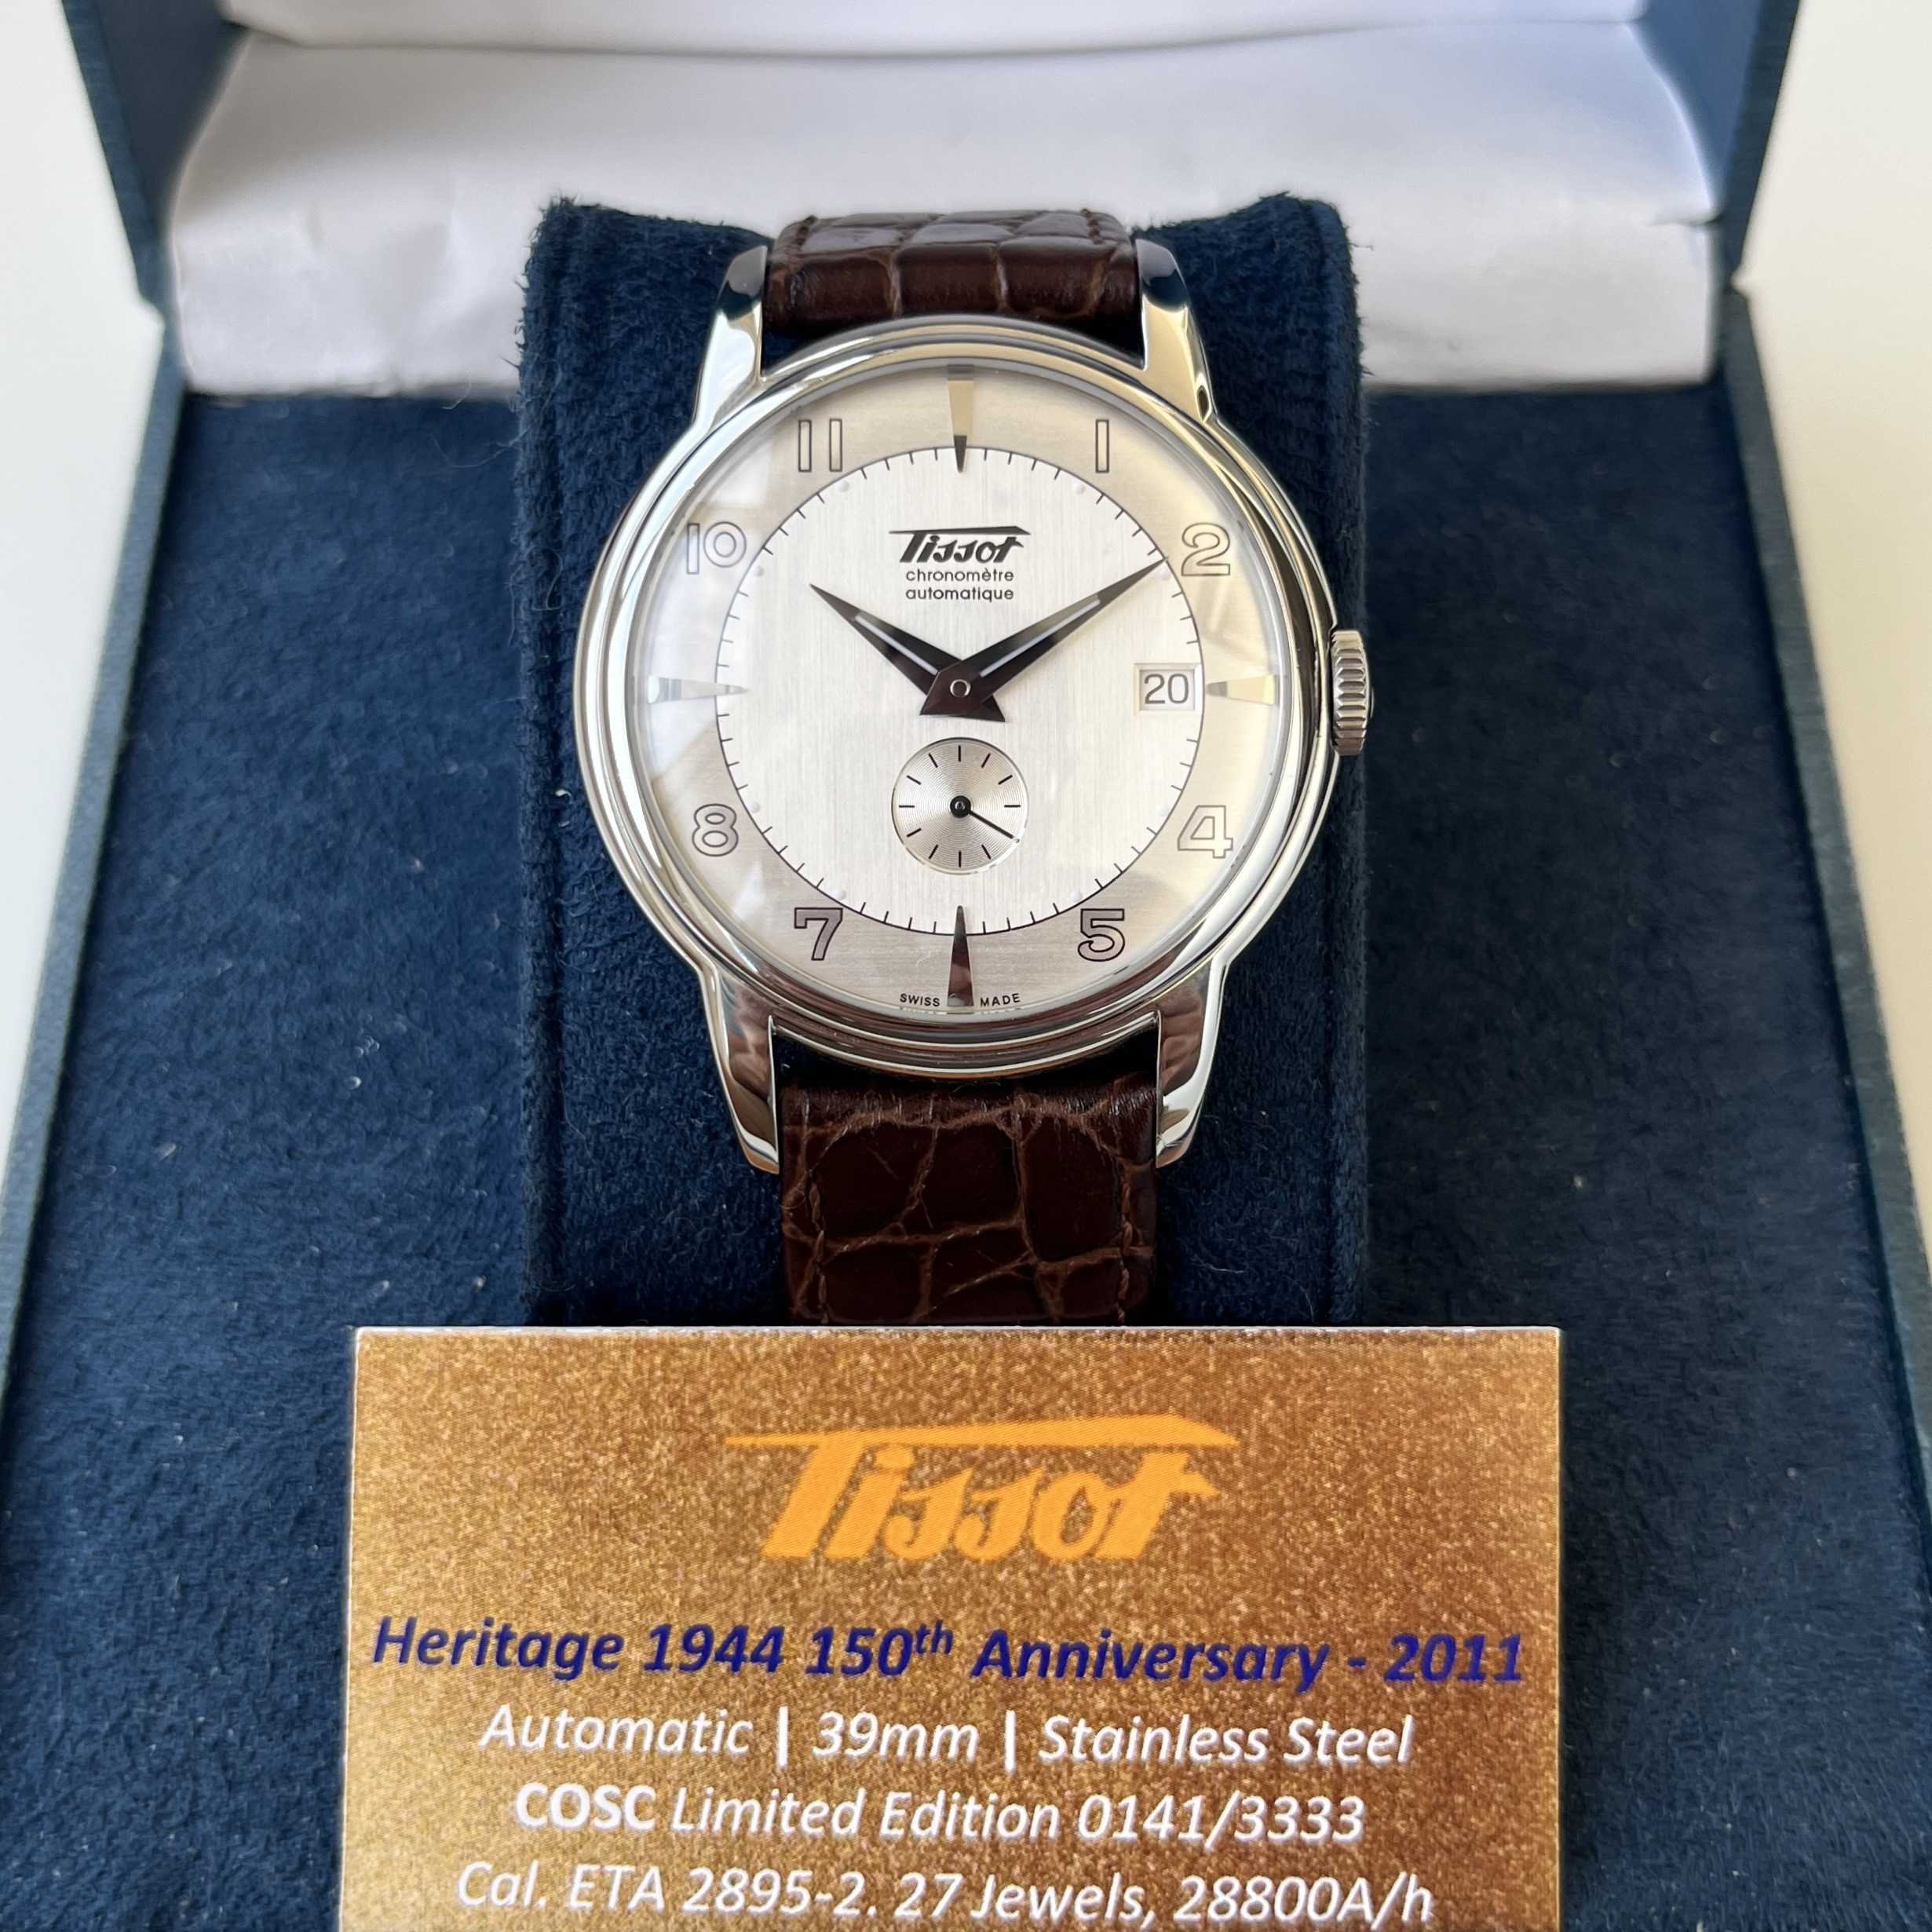 11
1
10
2
Tissot
chronomètre
automatique
20
8
4
7
5
SWISS MADE
Tissot
Heritage 1944 150th Anniversary - 2011
Automatic | 39mm | Stainless Steel
COSC Limited Edition 0141/3333
Cal. ETA 2895-2. 27 Jewels, 28800A/h